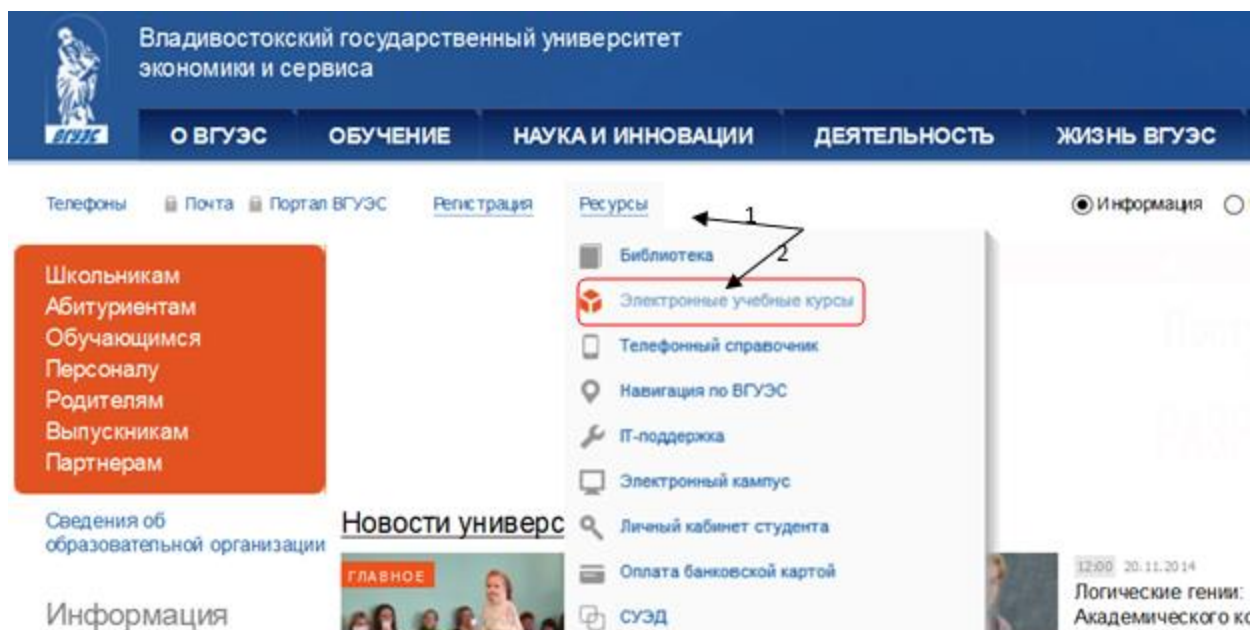 Владивостокский государственный университет
экономики и сервиса
ВГУЭС
О ВГУЭС ОБУЧЕНИЕ НАУКА И ИННОВАЦИИ ДЕЯТЕЛЬНОСТЬ ЖИЗНЬ ВГУЭС
Телефоны Почта Портал ВГУЭС Регистрация Ресурсы 1 Информация
Школьникам
Абитуриентам
Обучающимся
Персоналу
Родителям
Выпускникам
Партнерам
Библиотека 2
Электронные учебные курсы
Телефонный справочник
Навигация по ВГУЭС
IT-поддержка
Электронный кампус
Личный кабинет студента
Оплата банковской картой
СУЭД
Сведения об
образовательной организации
Информация
Новости универс
ГЛАВНОЕ
12:00 20.11.2014
Логические гении:
Академического ко